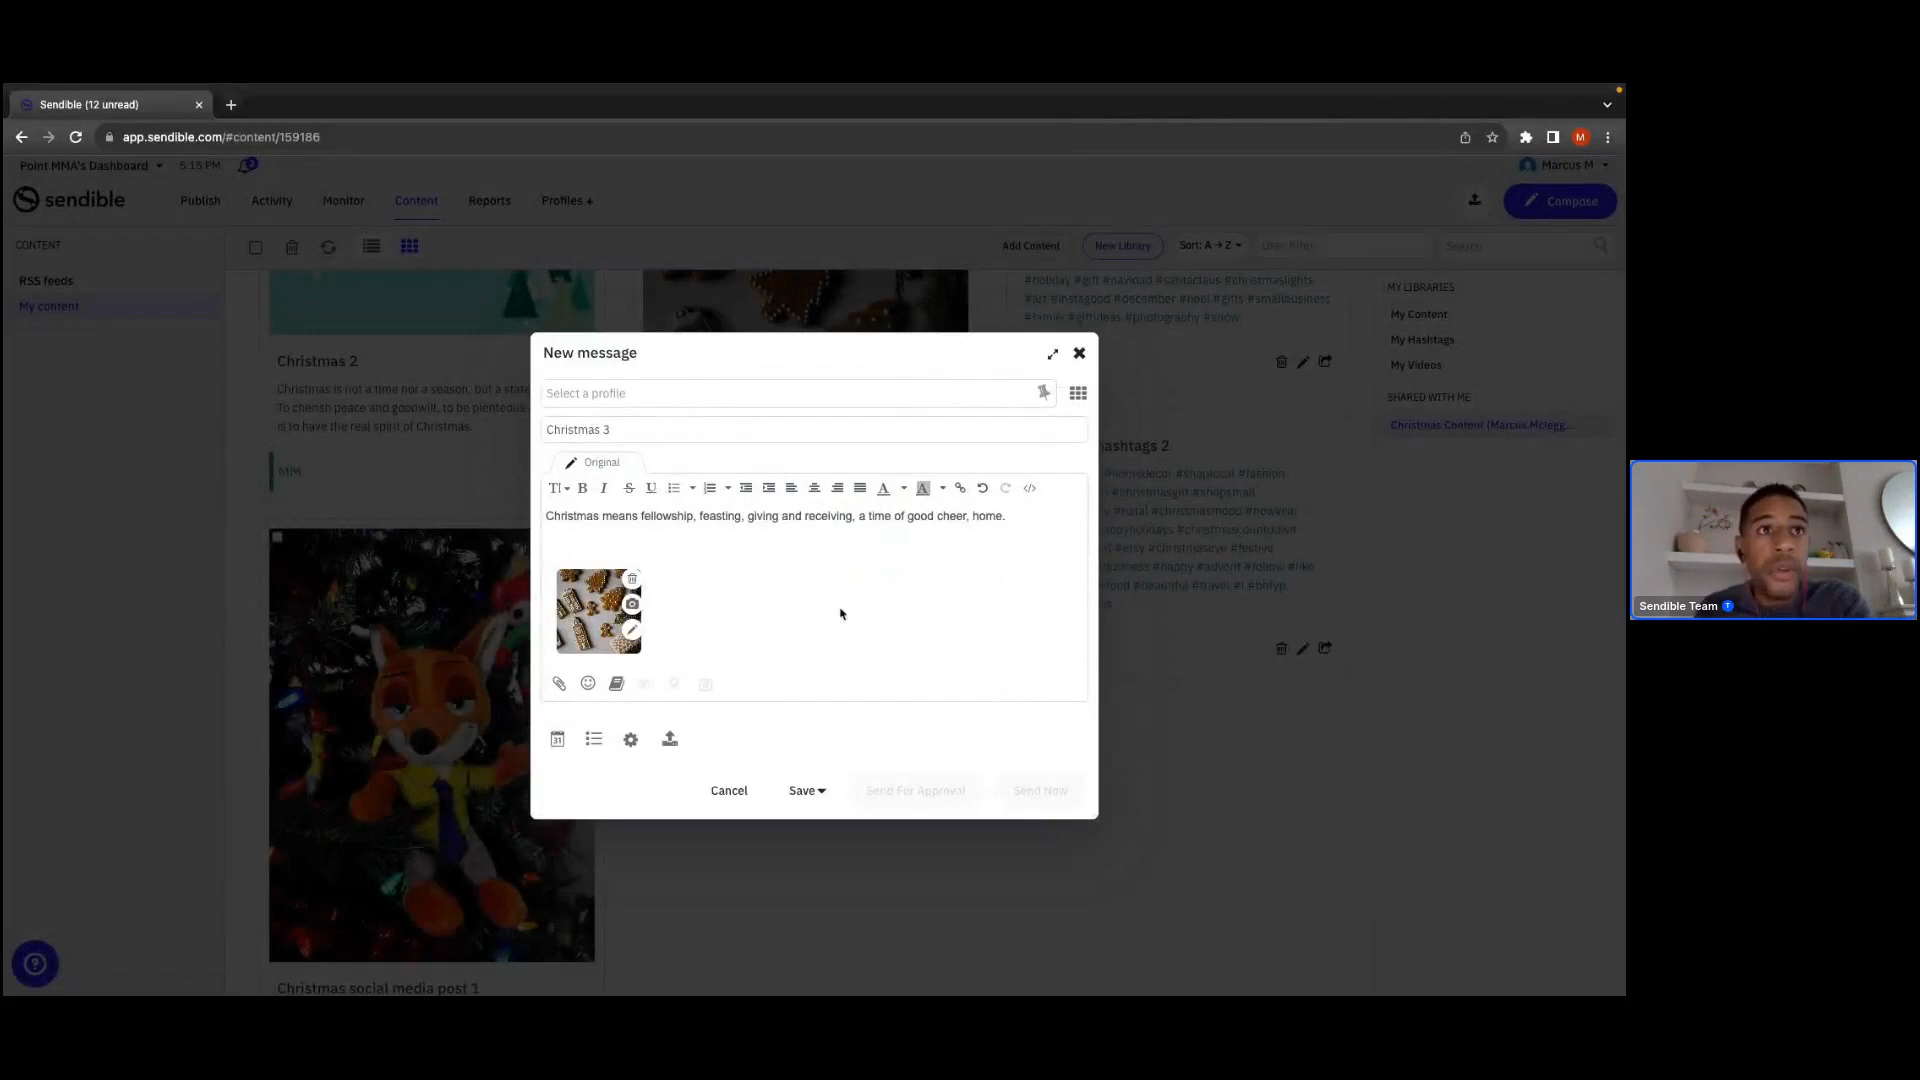 Sendible (12 unread)
app.sendible.com/#content/159186
Point MMA's Dashboard
5:15 PM
Marcus M
sendible
Publish
Activity
Monitor
Content
Reports
Profiles +
Compose
CONTENT
Add Content
New Library
Sort: A → Z
User filter
Search
RSS feeds
My content
#holiday #gift #navidad #santaclaus #christmaslights
#art #instagood #december #noel #gifts #smallbusiness
#family #giftideas #photography #snow
MY LIBRARIES
My Content
My Hashtags
My Videos
SHARED WITH ME
Christmas Content (Marcus Mclegg...
Christmas 2
Christmas is not a time nor a season, but a state
To cherish peace and goodwill, to be plenteous
is to have the real spirit of Christmas.
MM
New message
Select a profile
Christmas 3
Original
Christmas means fellowship, feasting, giving and receiving, a time of good cheer, home.
31
Cancel
Save
Send For Approval
Send Now
ashtags 2
#homedecor #shoplocal #fashion
#christmasgift #shopsmall
#natal #christmasmood #newyear
#christmascountdown
#etsy #christmaseve #festive
#happy #advent #follow #like
#beautiful #travel
Christmas social media post 1
Sendible Team